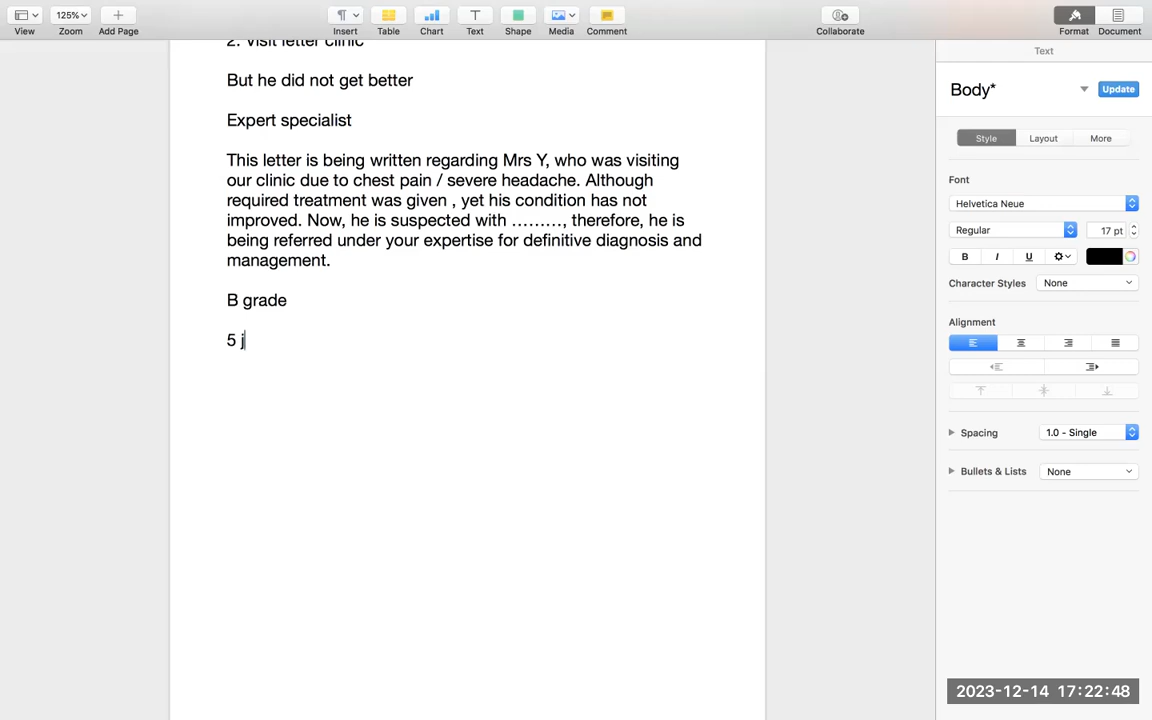 View
125%
Zoom
Add Page
Insert
Table
Chart
Text
Shape
Media
Comment
Collaborate
Format
Document
2. Visit letter clinic
But he did not get better
Expert specialist
This letter is being written regarding Mrs Y, who was visiting
our clinic due to chest pain / severe headache. Although
required treatment was given , yet his condition has not
improved. Now, he is suspected with ………, therefore, he is
being referred under your expertise for definitive diagnosis and
management.
B grade
5 j
Text
Body*
Update
Style
Layout
More
Font
Helvetica Neue
Regular
17 pt
B
I
U
Character Styles
None
Alignment
Spacing
1.0 - Single
Bullets & Lists
None
2023-12-14 17:22:48